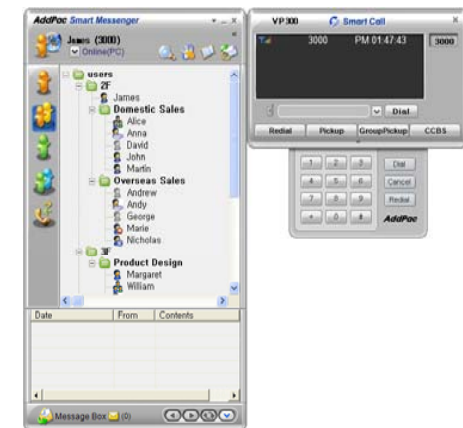 AddPac Smart Messenger
James (3000)
Online(PC)
users
2F
James
Domestic Sales
Alice
Anna
David
John
Martin
Overseas Sales
Andrew
Andy
George
Marie
Nicholas
3F
Product Design
Margaret
William
Date From Contents
Message Box (0)
VP300 Smart Call
3000 PM 01:47:43 3000
Dial
Redial Pickup GroupPickup CCBS
1 2 3 Dial
4 5 6 Cancel
7 8 9 Redial
* 0 # AddPac